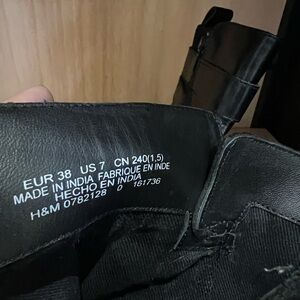 EUR 38 US 7 CN 240(1,5)
MADE IN INDIA FABRIQUE EN INDE
HECHO EN INDIA
H&M 0782128 0 161736